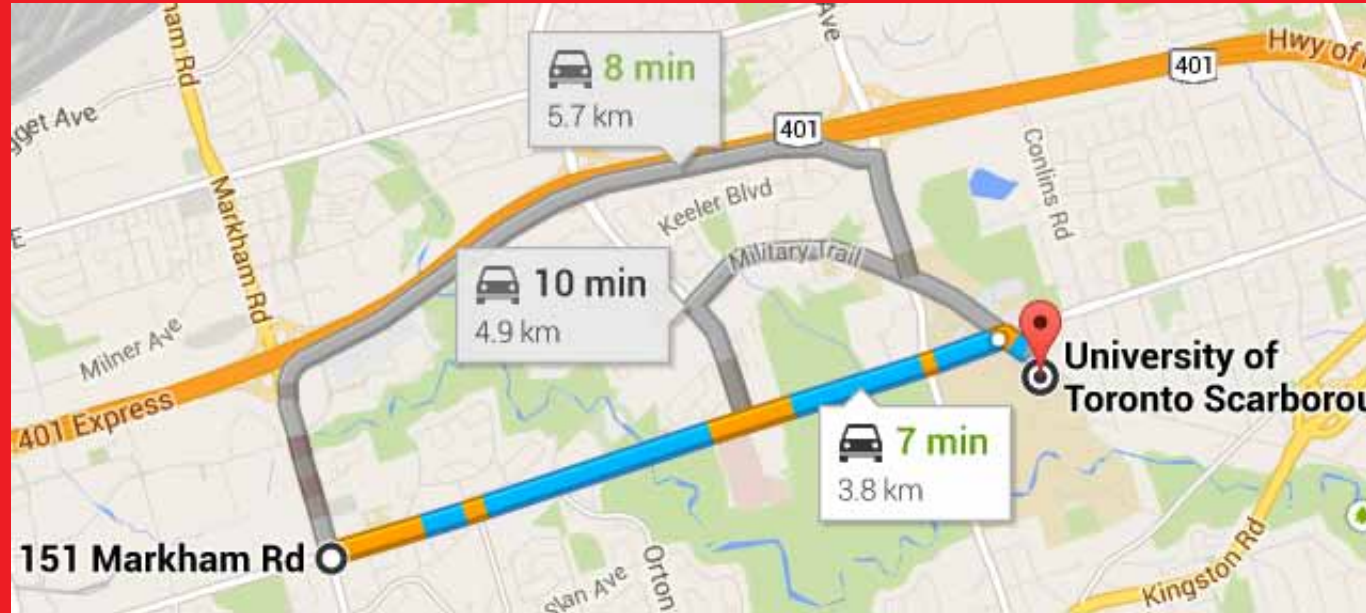 ham Rd
Ave
Hwy of
401
8 min
5.7 km
401
gget Ave
Conlins Rd
Markham Rd
Keeler Blvd
E
Military Trail
10 min
4.9 km
Milner Ave
University of
Toronto Scarborou
401 Express
7 min
3.8 km
151 Markham Rd
Orton
Slan Ave
Kingston Rd